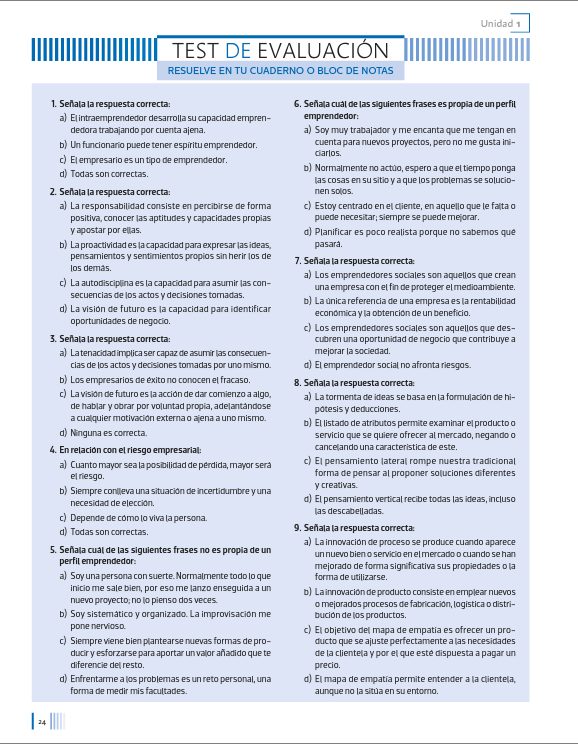 Unidad 1
TEST DE EVALUACIÓN
RESUELVE EN TU CUADERNO O BLOC DE NOTAS
1. Señala la respuesta correcta:
a) El intraemprendedor desarrolla su capacidad empren-
dedora trabajando por cuenta ajena.
b) Un funcionario puede tener espíritu emprendedor.
c) El empresario es un tipo de emprendedor.
d) Todas son correctas.
2. Señala la respuesta correcta:
a) La responsabilidad consiste en percibirse de forma
positiva, conocer las aptitudes y capacidades propias
y apostar por ellas.
b) La proactividad es la capacidad para expresar las ideas,
pensamientos y sentimientos propios sin herir los de
los demás.
c) La autodisciplina es la capacidad para asumir las con-
secuencias de los actos y decisiones tomadas.
d) La visión de futuro es la capacidad para identificar
oportunidades de negocio.
3. Señala la respuesta correcta:
a) La tenacidad implica ser capaz de asumir las consecuen-
cias de los actos y decisiones tomadas por uno mismo.
b) Los empresarios de éxito no conocen el fracaso.
c) La visión de futuro es la acción de dar comienzo a algo,
de hablar y obrar por voluntad propia, adelantándose
a cualquier motivación externa o ajena a uno mismo.
d) Ninguna es correcta.
4. En relación con el riesgo empresarial:
a) Cuanto mayor sea la posibilidad de pérdida, mayor será
el riesgo.
b) Siempre conlleva una situación de incertidumbre y una
necesidad de elección.
c) Depende de cómo lo viva la persona.
d) Todas son correctas.
5. Señala cuál de las siguientes frases no es propia de un
perfil emprendedor:
a) Soy una persona con suerte. Normalmente todo lo que
inicio me sale bien, por eso me lanzo enseguida a un
nuevo proyecto; no lo pienso dos veces.
b) Soy sistemático y organizado. La improvisación me
pone nervioso.
c) Siempre viene bien plantearse nuevas formas de pro-
ducir y esforzarse para aportar un valor añadido que te
diferencie del resto.
d) Enfrentarme a los problemas es un reto personal, una
forma de medir mis facultades.
6. Señala cuál de las siguientes frases es propia de un perfil
emprendedor:
a) Soy muy trabajador y me encanta que me tengan en
cuenta para nuevos proyectos, pero no me gusta ini-
ciarlos.
b) Normalmente no actúo, espero a que el tiempo ponga
las cosas en su sitio y a que los problemas se solucio-
nen solos.
c) Estoy centrado en el cliente, en aquello que le falta o
puede necesitar; siempre se puede mejorar.
d) Planificar es poco realista porque no sabemos qué
pasará.
7. Señala la respuesta correcta:
a) Los emprendedores sociales son aquellos que crean
una empresa con el fin de proteger el medioambiente.
b) La única referencia de una empresa es la rentabilidad
económica y la obtención de un beneficio.
c) Los emprendedores sociales son aquellos que des-
cubren una oportunidad de negocio que contribuye a
mejorar la sociedad.
d) El emprendedor social no afronta riesgos.
8. Señala la respuesta correcta:
a) La tormenta de ideas se basa en la formulación de hi-
pótesis y deducciones.
b) El listado de atributos permite examinar el producto o
servicio que se quiere ofrecer al mercado, negando o
cancelando una característica de este.
c) El pensamiento lateral rompe nuestra tradicional
forma de pensar al proponer soluciones diferentes
y creativas.
d) El pensamiento vertical recibe todas las ideas, incluso
las descabelladas.
9. Señala la respuesta correcta:
a) La innovación de proceso se produce cuando aparece
un nuevo bien o servicio en el mercado o cuando se han
mejorado de forma significativa sus propiedades o la
forma de utilizarse.
b) La innovación de producto consiste en emplear nuevos
o mejorados procesos de fabricación, logística o distri-
bución de los productos.
c) El objetivo del mapa de empatía es ofrecer un pro-
ducto que se ajuste perfectamente a las necesidades
de la clientela y por el que esté dispuesta a pagar un
precio.
d) El mapa de empatía permite entender a la clientela,
aunque no la sitúa en su entorno.
24